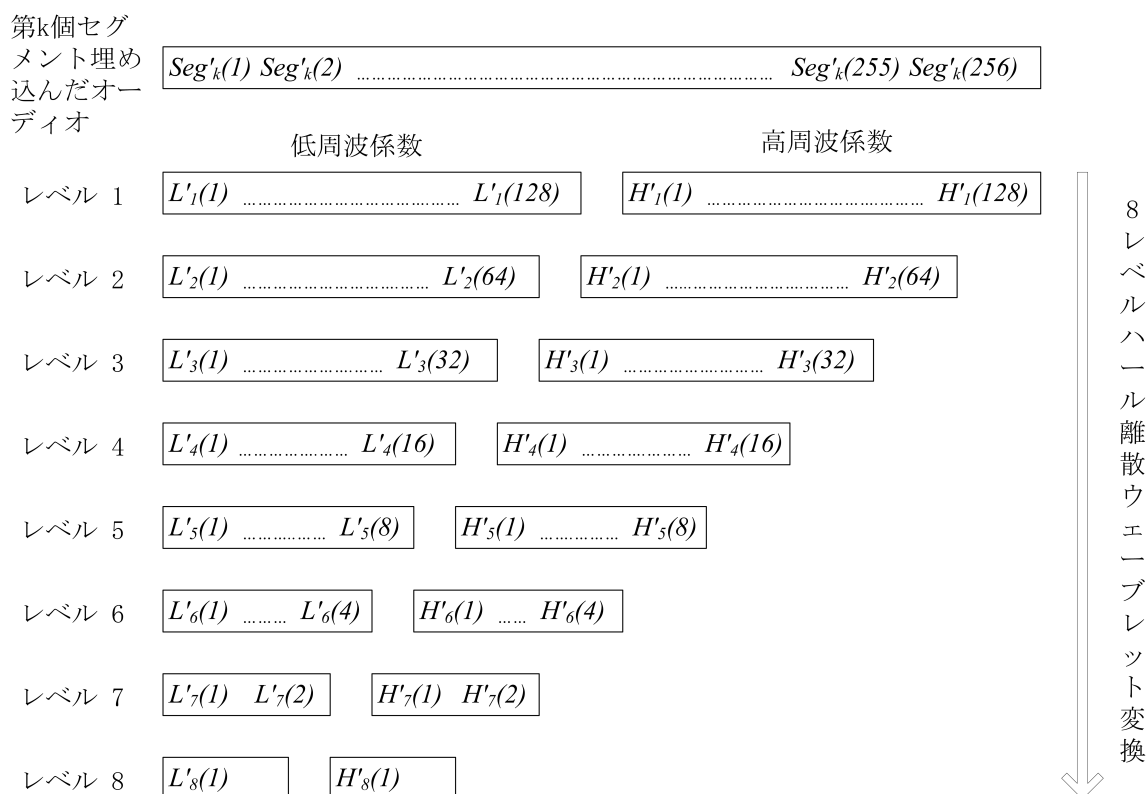 第k個セグ
メント埋め
込んだオー
ディオ
Seg'k(1) Seg'k(2) ………………………………………………………………………… Seg'k(255) Seg'k(256)
低周波係数 高周波係数
レベル 1 L'1(1) …………………………………… L'1(128) H'1(1) …………………………………… H'1(128)
レベル 2 L'2(1) ……………………………… L'2(64) H'2(1) ……………………………… H'2(64)
レベル 3 L'3(1) ……………………… L'3(32) H'3(1) ……………………… H'3(32)
レベル 4 L'4(1) ………………… L'4(16) H'4(1) ………………… H'4(16)
レベル 5 L'5(1) …………… L'5(8) H'5(1) …………… H'5(8)
レベル 6 L'6(1) ……… L'6(4) H'6(1) …… H'6(4)
レベル 7 L'7(1) L'7(2) H'7(1) H'7(2)
レベル 8 L'8(1) H'8(1)
8レベルハール離散ウェーブレット変換